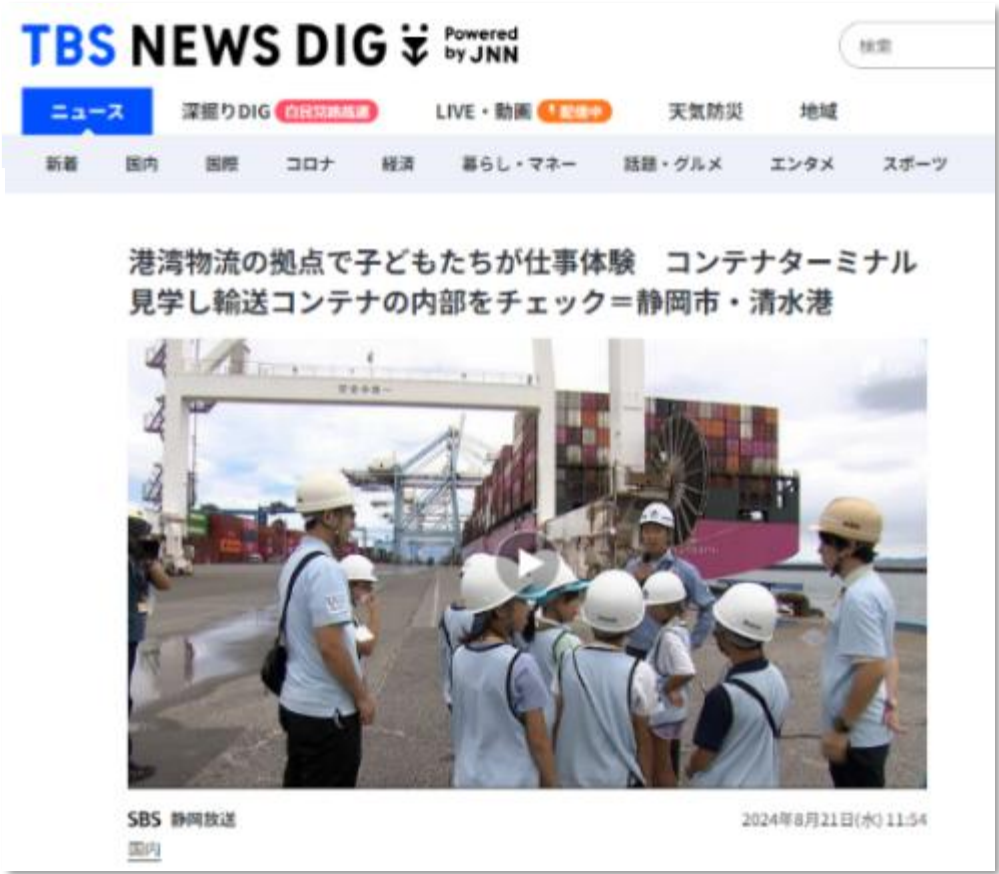 TBS NEWS DIG Powered by JNN
検索
ニュース 深掘りDIG 自民党総裁選 LIVE・動画 配信中 天気防災 地域
新着 国内 国際 コロナ 経済 暮らし・マネー 話題・グルメ エンタメ スポーツ
港湾物流の拠点で子どもたちが仕事体験 コンテナターミナル
見学し輸送コンテナの内部をチェック=静岡市・清水港
SBS 静岡放送 2024年8月21日(水) 11:54
国内